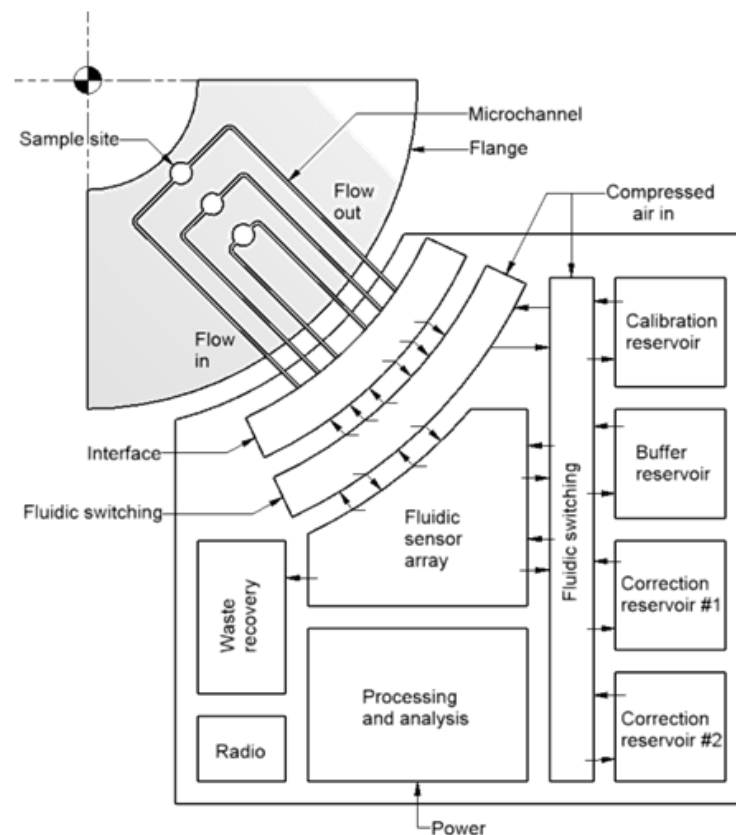 Sample site
Microchannel
Flange
Flow
out
Compressed
air in
Flow
in
Calibration
reservoir
Interface
Buffer
reservoir
Fluidic switching
Fluidic
sensor
array
Fluidic switching
Correction
reservoir #1
Waste
recovery
Processing
and analysis
Correction
reservoir #2
Radio
Power